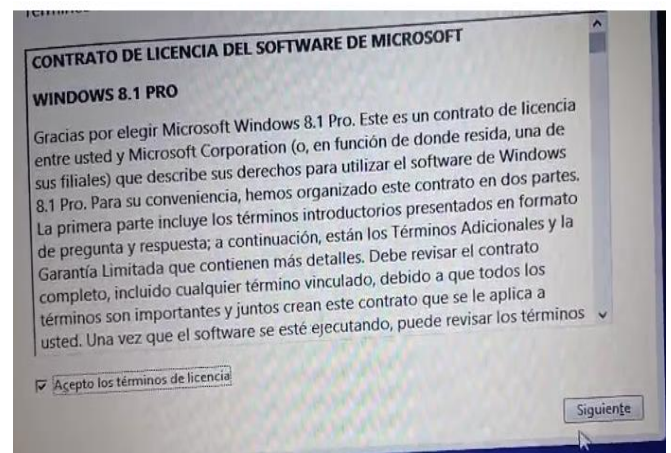 CONTRATO DE LICENCIA DEL SOFTWARE DE MICROSOFT
WINDOWS 8.1 PRO
Gracias por elegir Microsoft Windows 8.1 Pro. Este es un contrato de licencia
entre usted y Microsoft Corporation (o, en función de donde resida, una de
sus filiales) que describe sus derechos para utilizar el software de Windows
8.1 Pro. Para su conveniencia, hemos organizado este contrato en dos partes.
La primera parte incluye los términos introductorios presentados en formato
de pregunta y respuesta; a continuación, están los Términos Adicionales y la
Garantía Limitada que contienen más detalles. Debe revisar el contrato
completo, incluido cualquier término vinculado, debido a que todos los
términos son importantes y juntos crean este contrato que se le aplica a
usted. Una vez que el software se esté ejecutando, puede revisar los términos
Acepto los términos de licencia
Siguiente